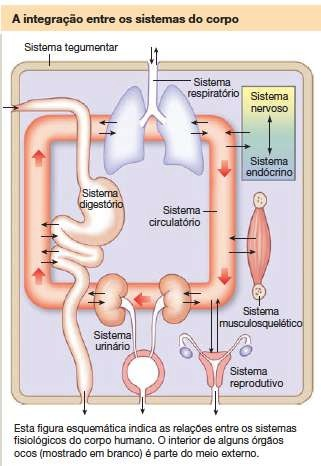 A integração entre os sistemas do corpo
Sistema tegumentar
Sistema
respiratório
Sistema
nervoso
Sistema
endócrino
Sistema
digestório
Sistema
circulatório
Sistema
musculosquelético
Sistema
urinário
Sistema
reprodutivo
Esta figura esquemática indica as relações entre os sistemas
fisiológicos do corpo humano. O interior de alguns órgãos
ocos (mostrado em branco) é parte do meio externo.